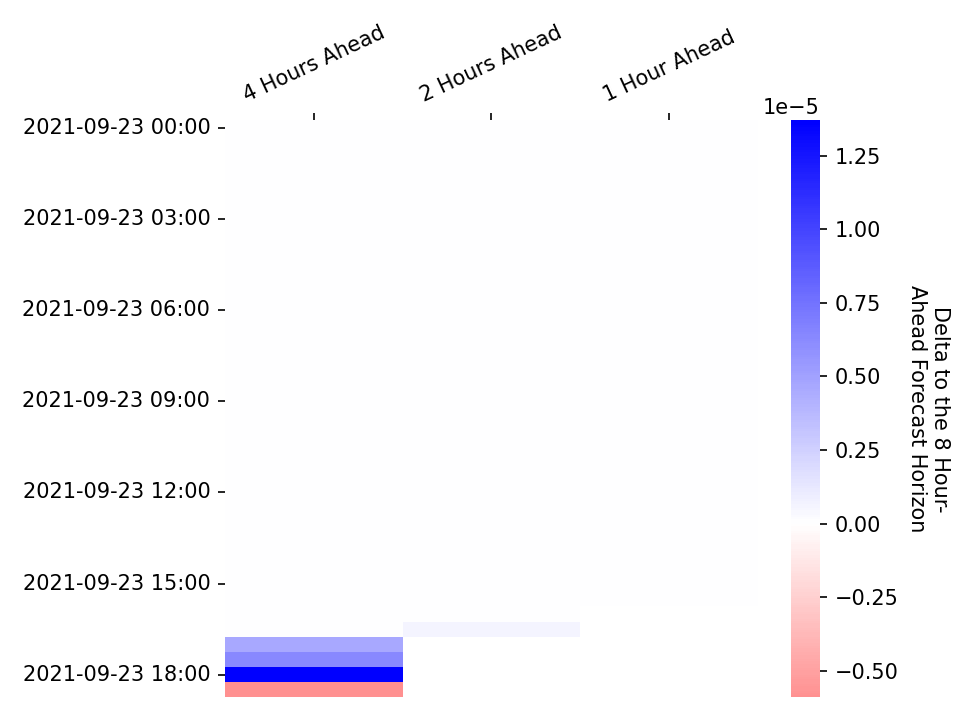 4 Hours Ahead
2 Hours Ahead
1 Hour Ahead
2021-09-23 00:00
2021-09-23 03:00
2021-09-23 06:00
2021-09-23 09:00
2021-09-23 12:00
2021-09-23 15:00
2021-09-23 18:00
1e−5
1.25
1.00
0.75
0.50
0.25
0.00
−0.25
−0.50
Delta to the 8 Hour-
Ahead Forecast Horizon